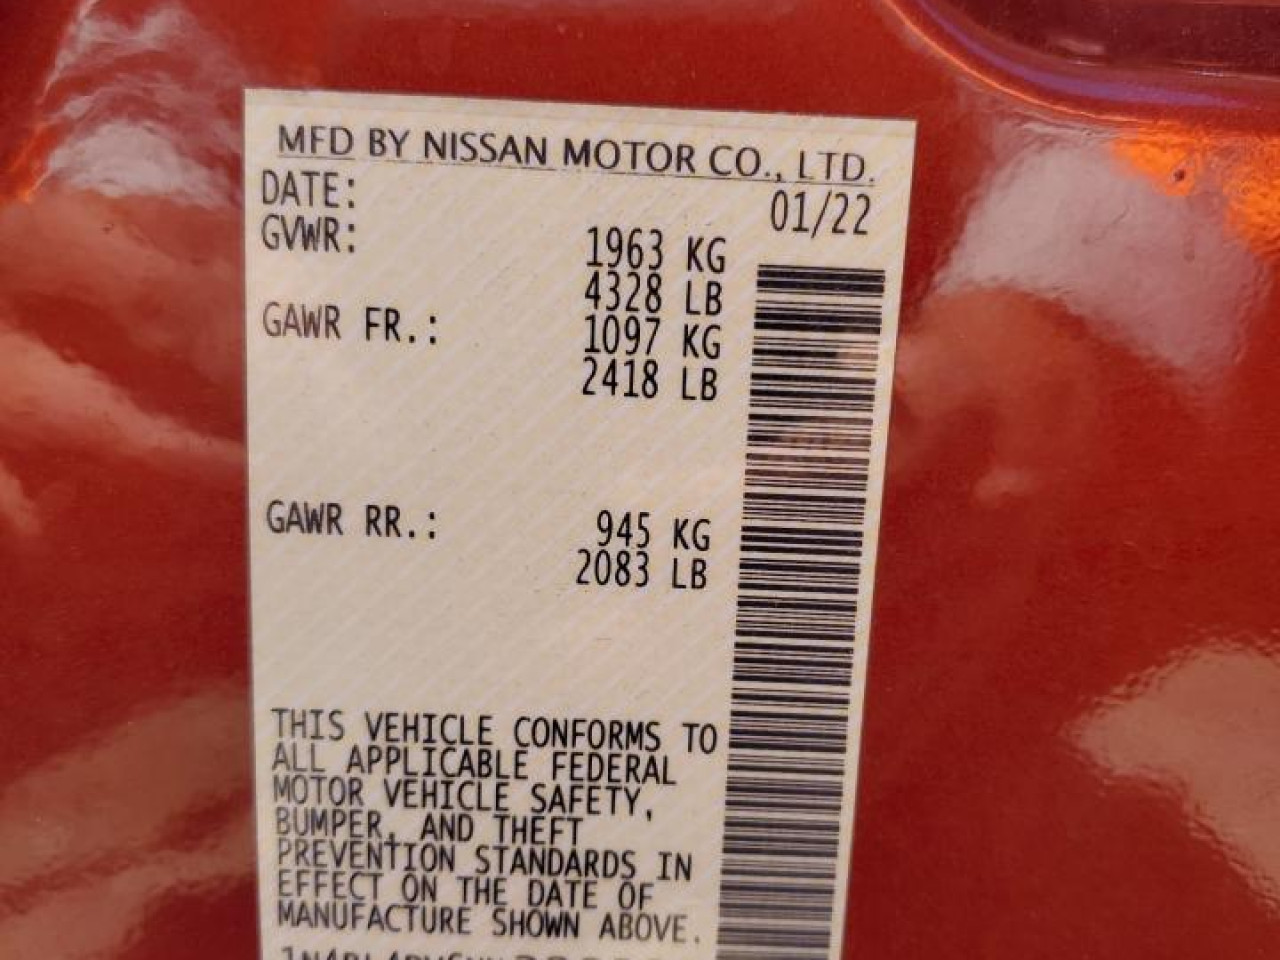 MFD BY NISSAN MOTOR CO., LTD.
DATE: 01/22
GVWR: 1963 KG
4328 LB
GAWR FR.: 1097 KG
2418 LB
GAWR RR.: 945 KG
2083 LB
THIS VEHICLE CONFORMS TO
ALL APPLICABLE FEDERAL
MOTOR VEHICLE SAFETY,
BUMPER, AND THEFT
PREVENTION STANDARDS IN
EFFECT ON THE DATE OF
MANUFACTURE SHOWN ABOVE.